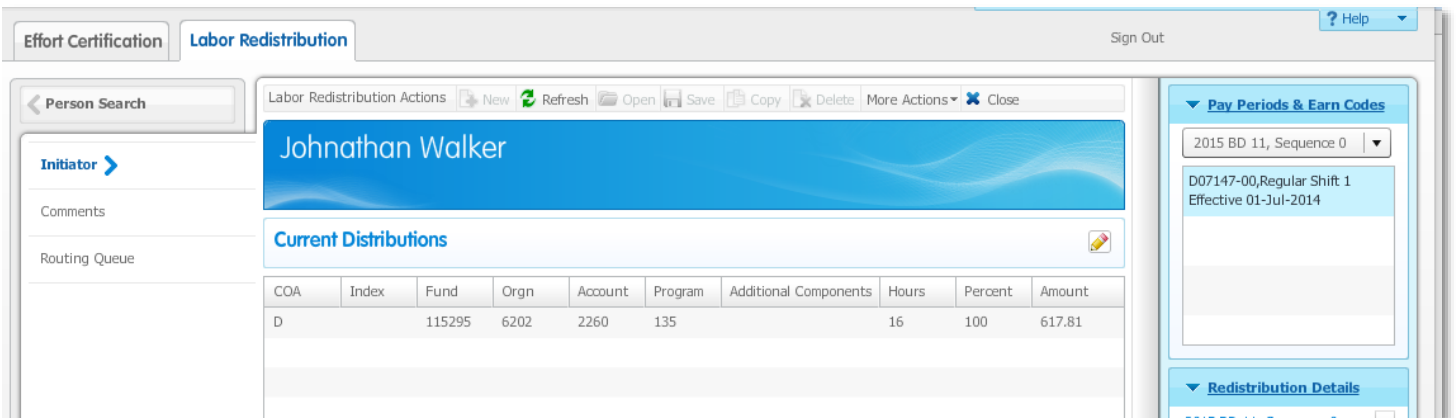 ? Help
Effort Certification Labor Redistribution Sign Out
Person Search
Labor Redistribution Actions New Refresh Open Save Copy Delete More Actions Close
Initiator
Comments
Routing Queue
Johnathan Walker
Current Distributions
COA Index Fund Orgn Account Program Additional Components Hours Percent Amount
D 115295 6202 2260 135 16 100 617.81
Pay Periods & Earn Codes
2015 BD 11, Sequence 0
D07147-00,Regular Shift 1
Effective 01-Jul-2014
Redistribution Details